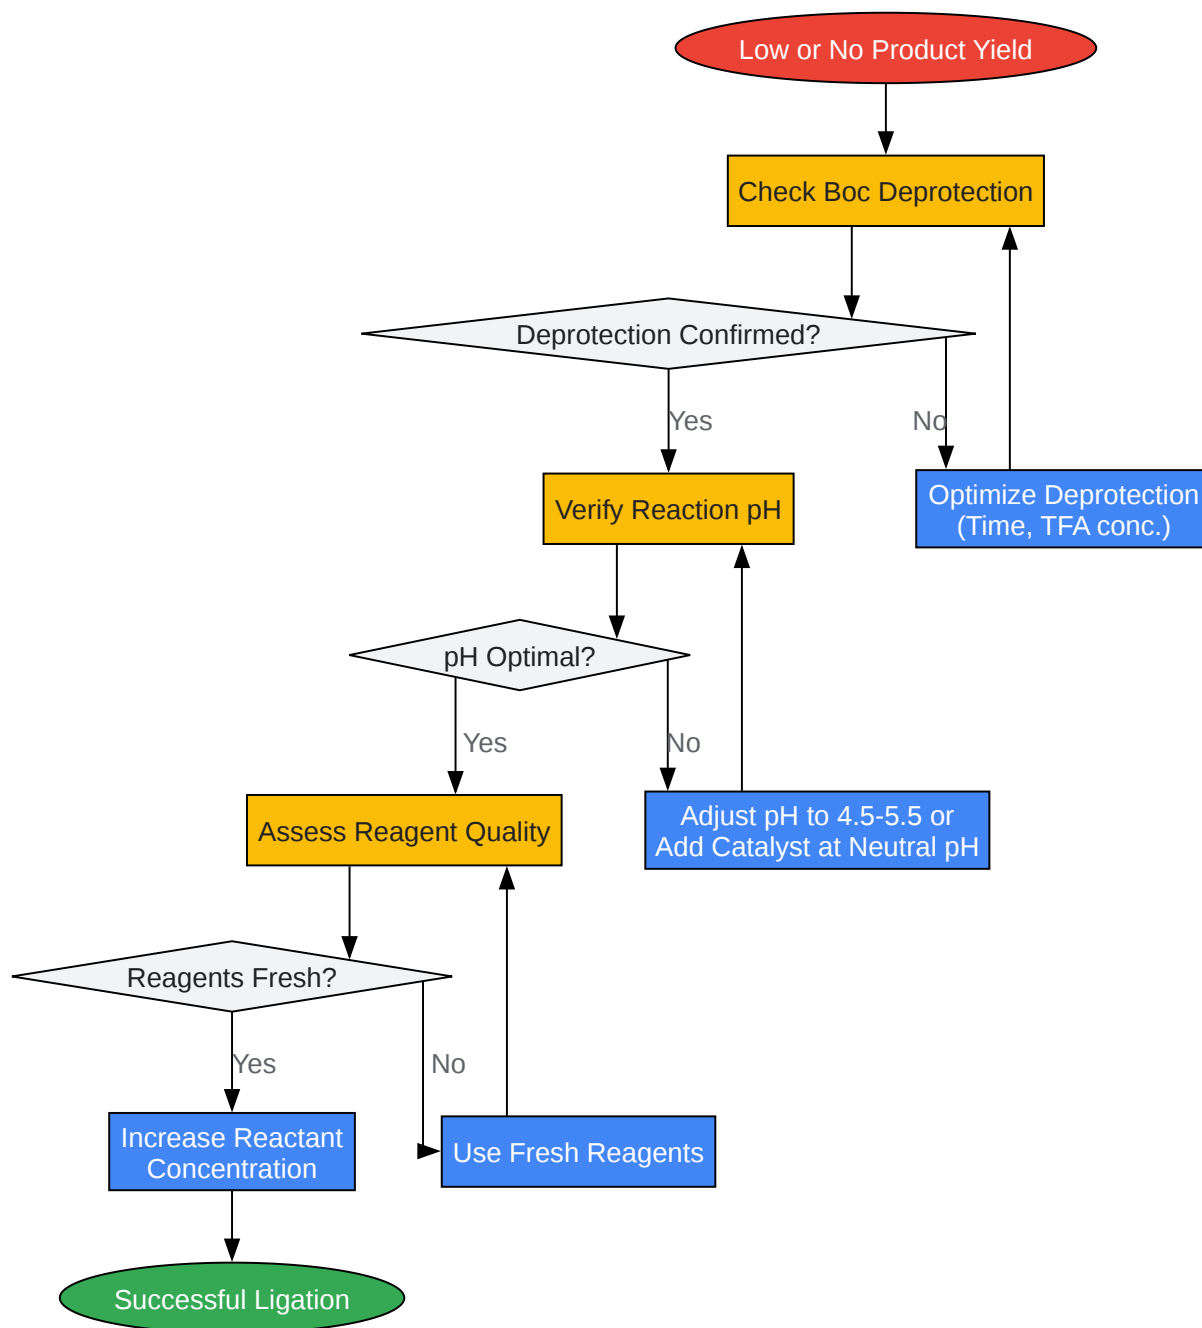 Low or No Product Yield
Check Boc Deprotection
Deprotection Confirmed?
Yes
No
Optimize Deprotection
(Time, TFA conc.)
Verify Reaction pH
pH Optimal?
Yes
No
Adjust pH to 4.5-5.5 or
Add Catalyst at Neutral pH
Assess Reagent Quality
Reagents Fresh?
Yes
No
Increase Reactant
Concentration
Use Fresh Reagents
Successful Ligation